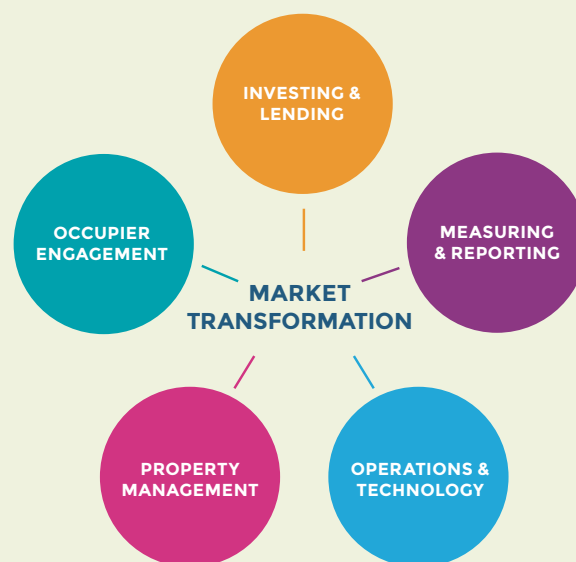 INVESTING &
LENDING
OCCUPIER
ENGAGEMENT
MEASURING
& REPORTING
MARKET
TRANSFORMATION
PROPERTY
MANAGEMENT
OPERATIONS &
TECHNOLOGY